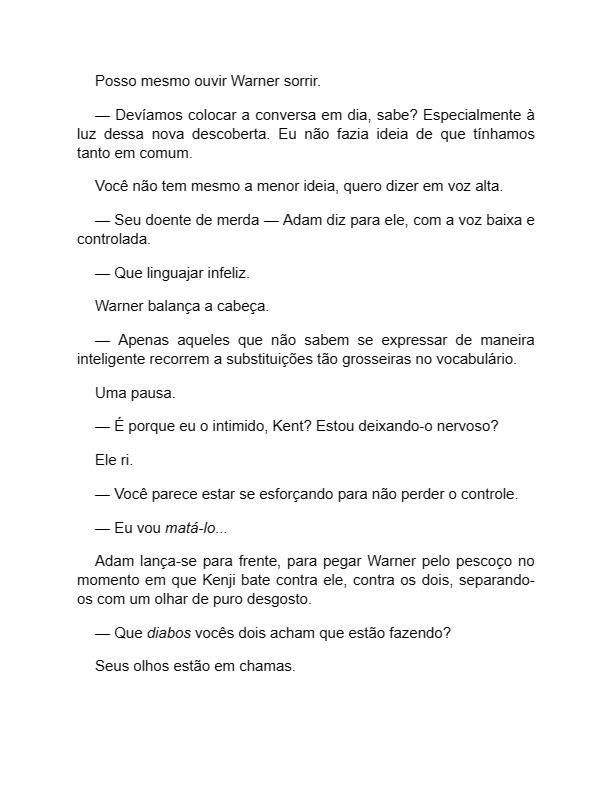 Posso mesmo ouvir Warner sorrir.
— Devíamos colocar a conversa em dia, sabe? Especialmente à
luz dessa nova descoberta. Eu não fazia ideia de que tínhamos
tanto em comum.
Você não tem mesmo a menor ideia, quero dizer em voz alta.
— Seu doente de merda — Adam diz para ele, com a voz baixa e
controlada.
— Que linguajar infeliz.
Warner balança a cabeça.
— Apenas aqueles que não sabem se expressar de maneira
inteligente recorrem a substituições tão grosseiras no vocabulário.
Uma pausa.
— É porque eu o intimido, Kent? Estou deixando-o nervoso?
Ele ri.
— Você parece estar se esforçando para não perder o controle.
— Eu vou matá-lo...
Adam lança-se para frente, para pegar Warner pelo pescoço no
momento em que Kenji bate contra ele, contra os dois, separando-
os com um olhar de puro desgosto.
— Que diabos vocês dois acham que estão fazendo?
Seus olhos estão em chamas.